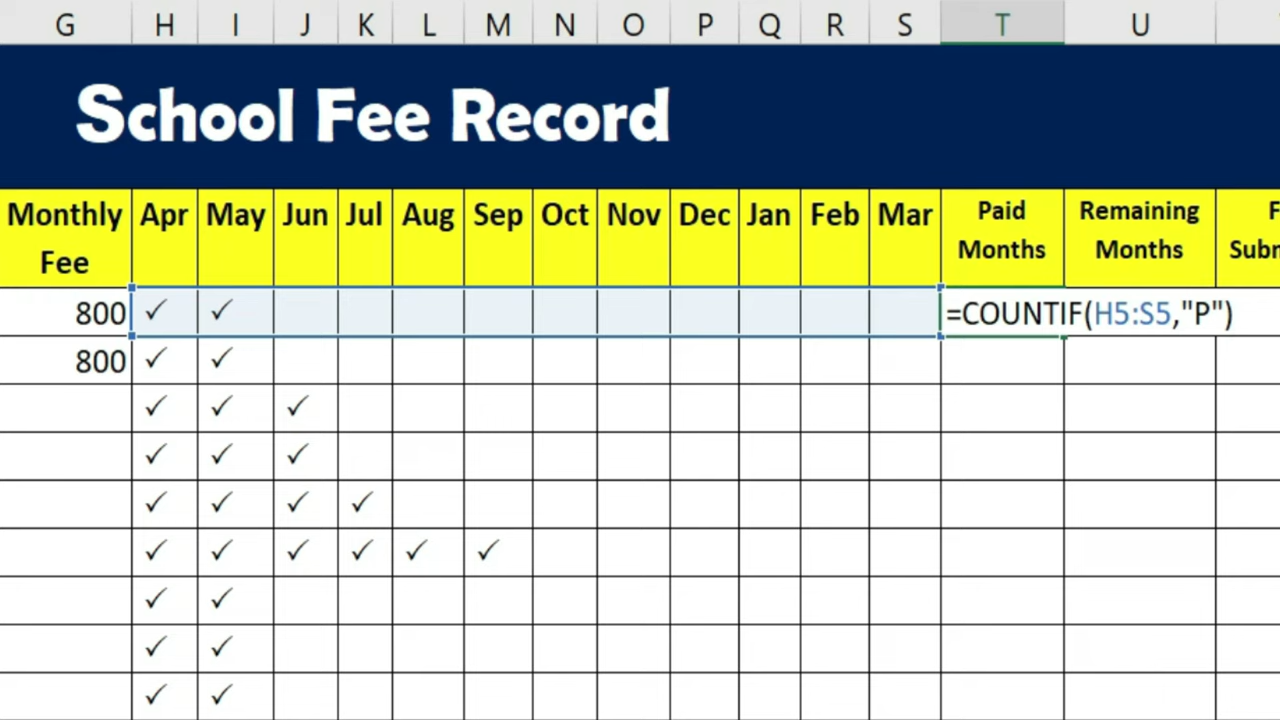 G H I J K L M N O P Q R S T U
School Fee Record
Monthly Fee Apr May Jun Jul Aug Sep Oct Nov Dec Jan Feb Mar Paid Months Remaining Months F Subm
800 ✓ ✓ =COUNTIF(H5:S5,"P")
800 ✓ ✓
✓ ✓ ✓
✓ ✓ ✓
✓ ✓ ✓ ✓
✓ ✓ ✓ ✓ ✓ ✓
✓ ✓
✓ ✓
✓ ✓